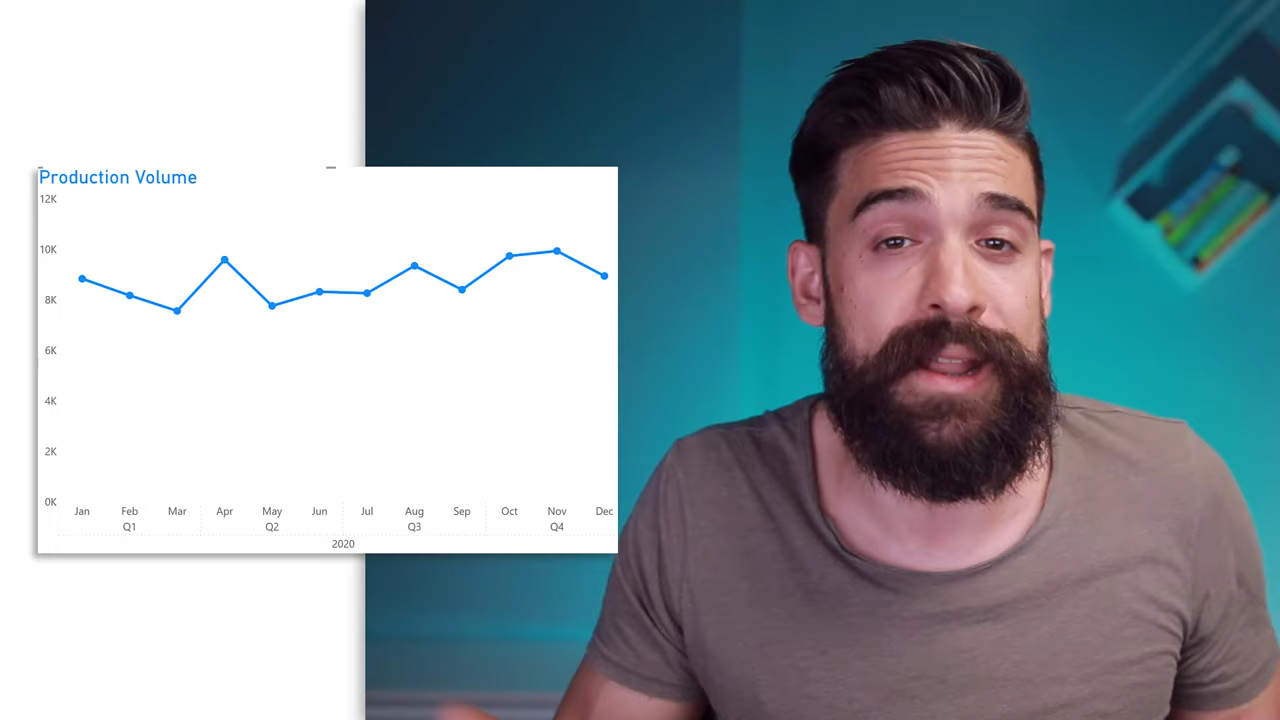 Production Volume
12K
10K
8K
6K
4K
2K
0K
Jan Feb Mar Apr May Jun Jul Aug Sep Oct Nov Dec
Q1 Q2 Q3 Q4
2020